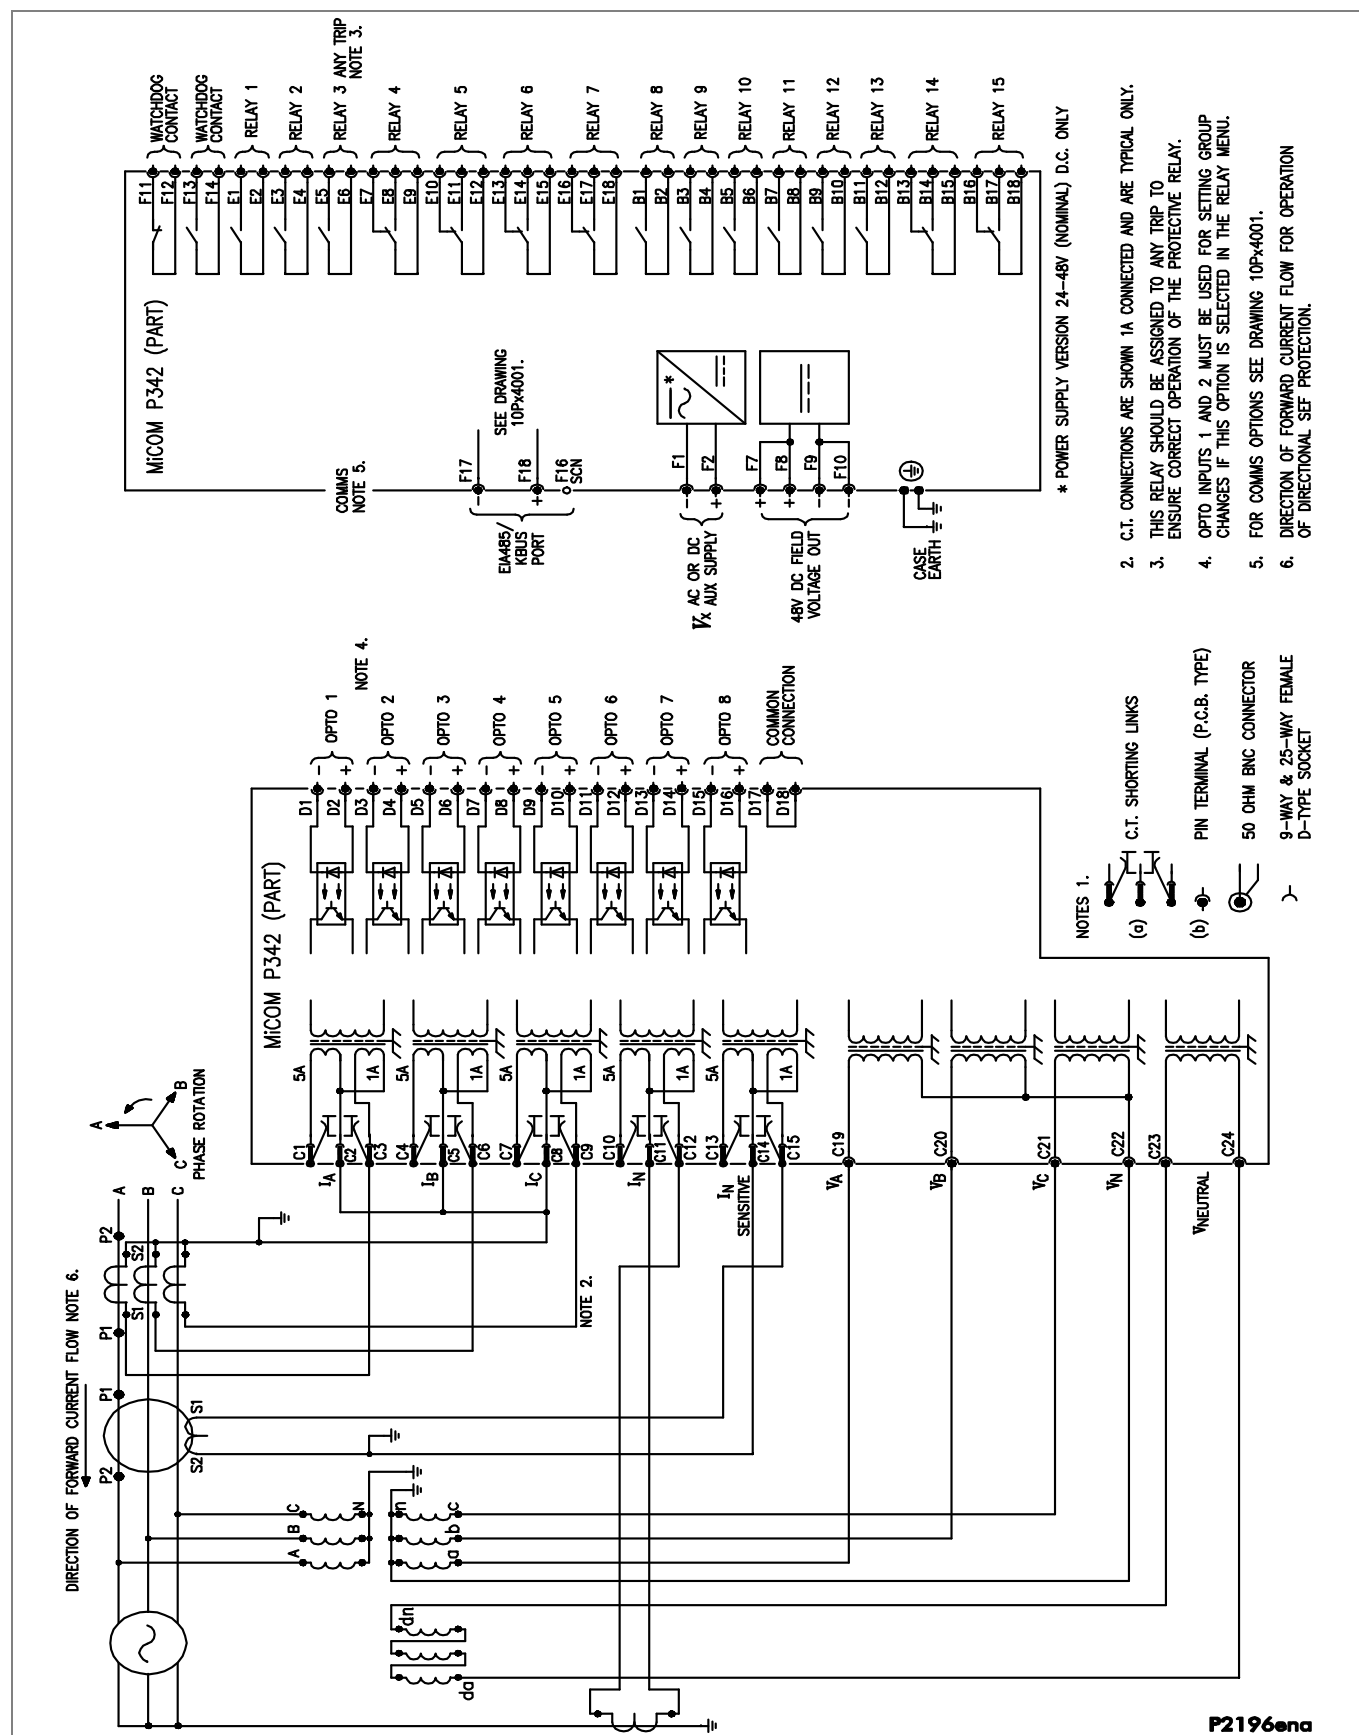 DIRECTION OF FORWARD CURRENT FLOW NOTE 6.
P2
P1
P1
P2
A
B
C
S1
S2
S2
S1
A
B
C
PHASE ROTATION
A
B
C
N
n
a
b
c
dn
da
NOTE 2.
MiCOM P342 (PART)
5A
1A
5A
1A
5A
1A
5A
1A
5A
1A
C1
C2
C3
C4
C5
C6
C7
C8
C9
C10
C11
C12
C13
C14
C15
C19
C20
C21
C22
C23
C24
IA
IB
IC
IN
IN
SENSITIVE
VA
VB
VC
VN
VNEUTRAL
D1
D2
D3
D4
D5
D6
D7
D8
D9
D10
D11
D12
D13
D14
D15
D16
D17
D18
- + OPTO 1
- + OPTO 2
- + OPTO 3
- + OPTO 4
- + OPTO 5
- + OPTO 6
- + OPTO 7
- + OPTO 8
COMMON
CONNECTION
NOTE 4.
NOTES 1.
(a)
C.T. SHORTING LINKS
(b)
PIN TERMINAL (P.C.B. TYPE)
50 OHM BNC CONNECTOR
9-WAY & 25-WAY FEMALE
D-TYPE SOCKET
MiCOM P342 (PART)
F11
F12
F13
F14
E1
E2
E3
E4
E5
E6
E7
E8
E9
E10
E11
E12
E13
E14
E15
E16
E17
E18
B1
B2
B3
B4
B5
B6
B7
B8
B9
B10
B11
B12
B13
B14
B15
B16
B17
B18
WATCHDOG
CONTACT
WATCHDOG
CONTACT
RELAY 1
RELAY 2
RELAY 3 ANY TRIP
NOTE 3.
RELAY 4
RELAY 5
RELAY 6
RELAY 7
RELAY 8
RELAY 9
RELAY 10
RELAY 11
RELAY 12
RELAY 13
RELAY 14
RELAY 15
COMMS
NOTE 5.
EIA485/
KBUS
PORT
-
+
F17
F18
F16
SCN
SEE DRAWING
10Px4001.
Vx AC OR DC
AUX SUPPLY
-
+
F1
F2
*
48V DC FIELD
VOLTAGE OUT
+
+
-
-
F7
F8
F9
F10
CASE
EARTH
* POWER SUPPLY VERSION 24-48V (NOMINAL) D.C. ONLY
2. C.T. CONNECTIONS ARE SHOWN 1A CONNECTED AND ARE TYPICAL ONLY.
3. THIS RELAY SHOULD BE ASSIGNED TO ANY TRIP TO
ENSURE CORRECT OPERATION OF THE PROTECTIVE RELAY.
4. OPTO INPUTS 1 AND 2 MUST BE USED FOR SETING GROUP
CHANGES IF THIS OPTION IS SELECTED IN THE RELAY MENU.
5. FOR COMMS OPTIONS SEE DRAWING 10Px4001.
6. DIRECTION OF FORWARD CURRENT FLOW FOR OPERATION
OF DIRECTIONAL SEF PROTECTION.
P2196ena